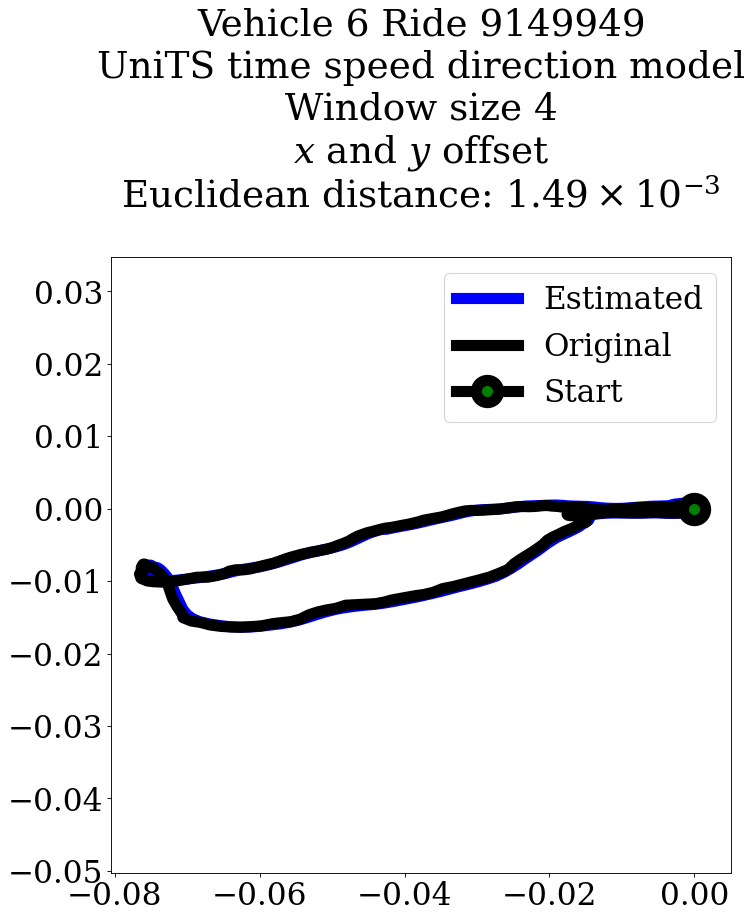 Vehicle 6 Ride 9149949
UniTS time speed direction model
Window size 4
x and y offset
Euclidean distance: 1.49 × 10⁻³
Estimated
Original
Start
0.03
0.02
0.01
0.00
−0.01
−0.02
−0.03
−0.04
−0.05
−0.08 −0.06 −0.04 −0.02 0.00